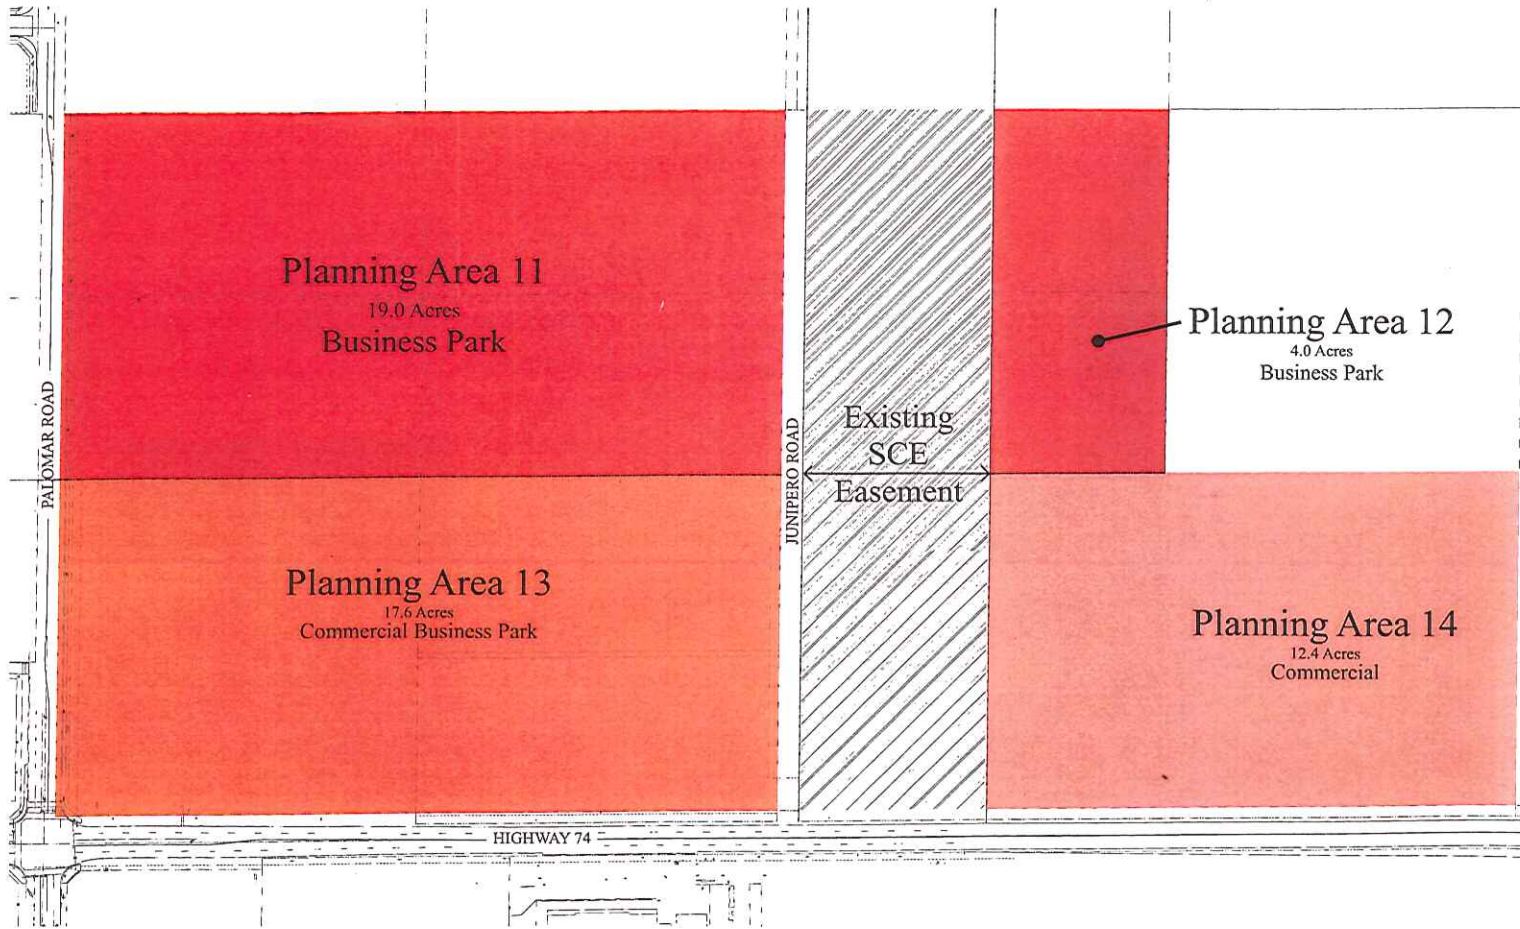 Planning Area 11
19.0 Acres
Business Park
Planning Area 12
4.0 Acres
Business Park
PALOMAR ROAD
JUNIPERO ROAD
Existing
SCE
Easement
Planning Area 13
17.6 Acres
Commercial Business Park
Planning Area 14
12.4 Acres
Commercial
HIGHWAY 74